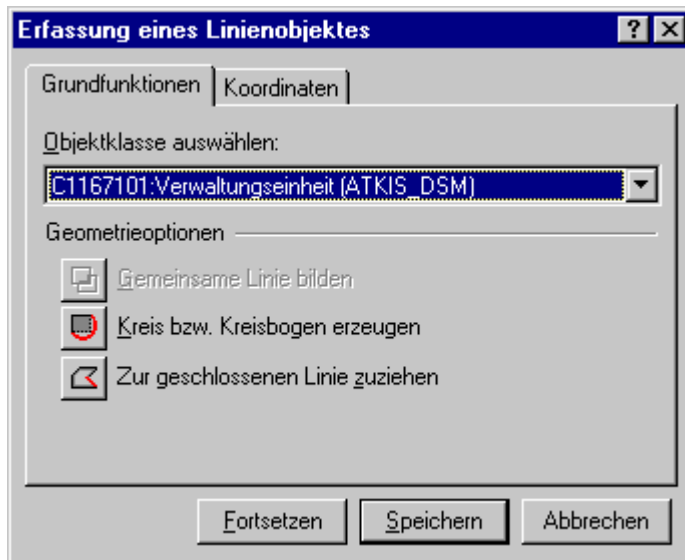 Erfassung eines Linienobjektes
Grundfunktionen Koordinaten
Objektklasse auswählen:
C1167101:Verwaltungseinheit (ATKIS_DSM)
Geometrieoptionen
Gemeinsame Linie bilden
Kreis bzw. Kreisbogen erzeugen
Zur geschlossenen Linie zuziehen
Fortsetzen Speichern Abbrechen